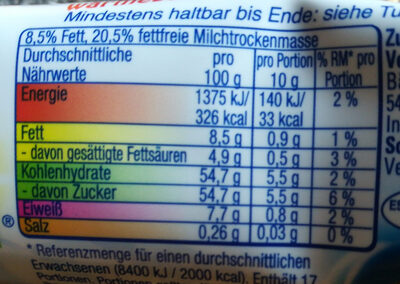 Mindestens haltbar bis Ende: siehe
8,5% Fett, 20,5% fettfreie Milchtrockenmasse
Durchschnittliche Nährwerte pro 100 g pro Portion 10 g % RM* pro Portion
Energie 1375 kJ/ 326 kcal 140 kJ/ 33 kcal 2 %
Fett 8,5 g 0,9 g 1 %
- davon gesättigte Fettsäuren 4,9 g 0,5 g 3 %
Kohlenhydrate 54,7 g 5,5 g 2 %
- davon Zucker 54,7 g 5,5 g 6 %
Eiweiß 7,7 g 0,8 g 2 %
Salz 0,26 g 0,03 g 0 %
®
* Referenzmenge für einen durchschnittlichen
Erwachsenen (8400 kJ / 2000 kcal). Enthält 17